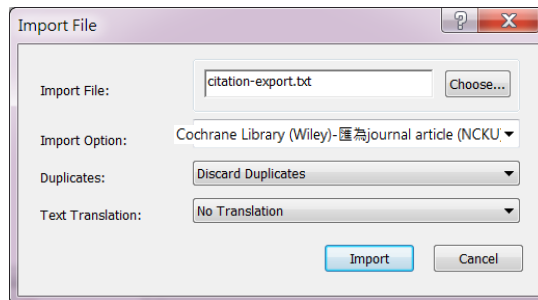 Import File
Import File:
citation-export.txt
Choose...
Import Option:
Cochrane Library (Wiley)-匯為journal article (NCKU)
Duplicates:
Discard Duplicates
Text Translation:
No Translation
Import
Cancel